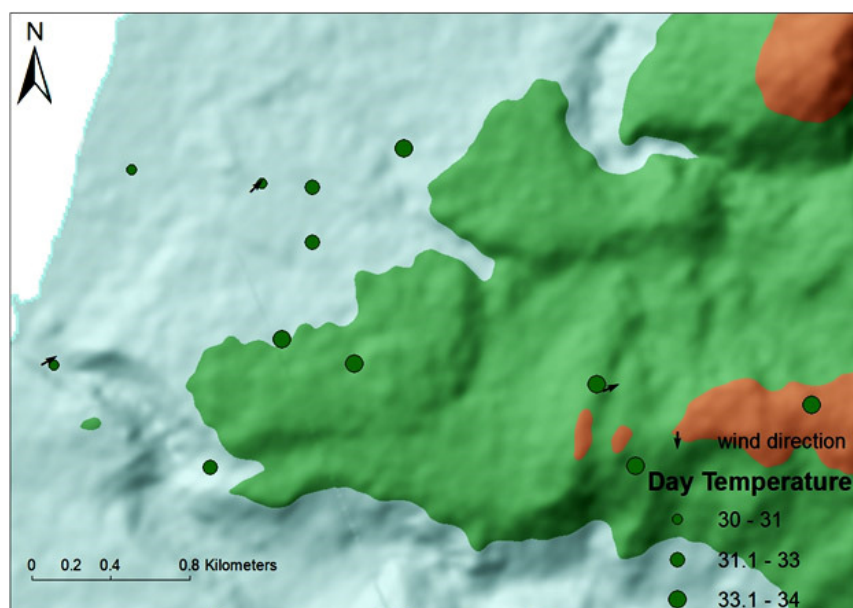 N
wind direction
Day Temperature
30 - 31
31.1 - 33
33.1 - 34
0 0.2 0.4 0.8 Kilometers